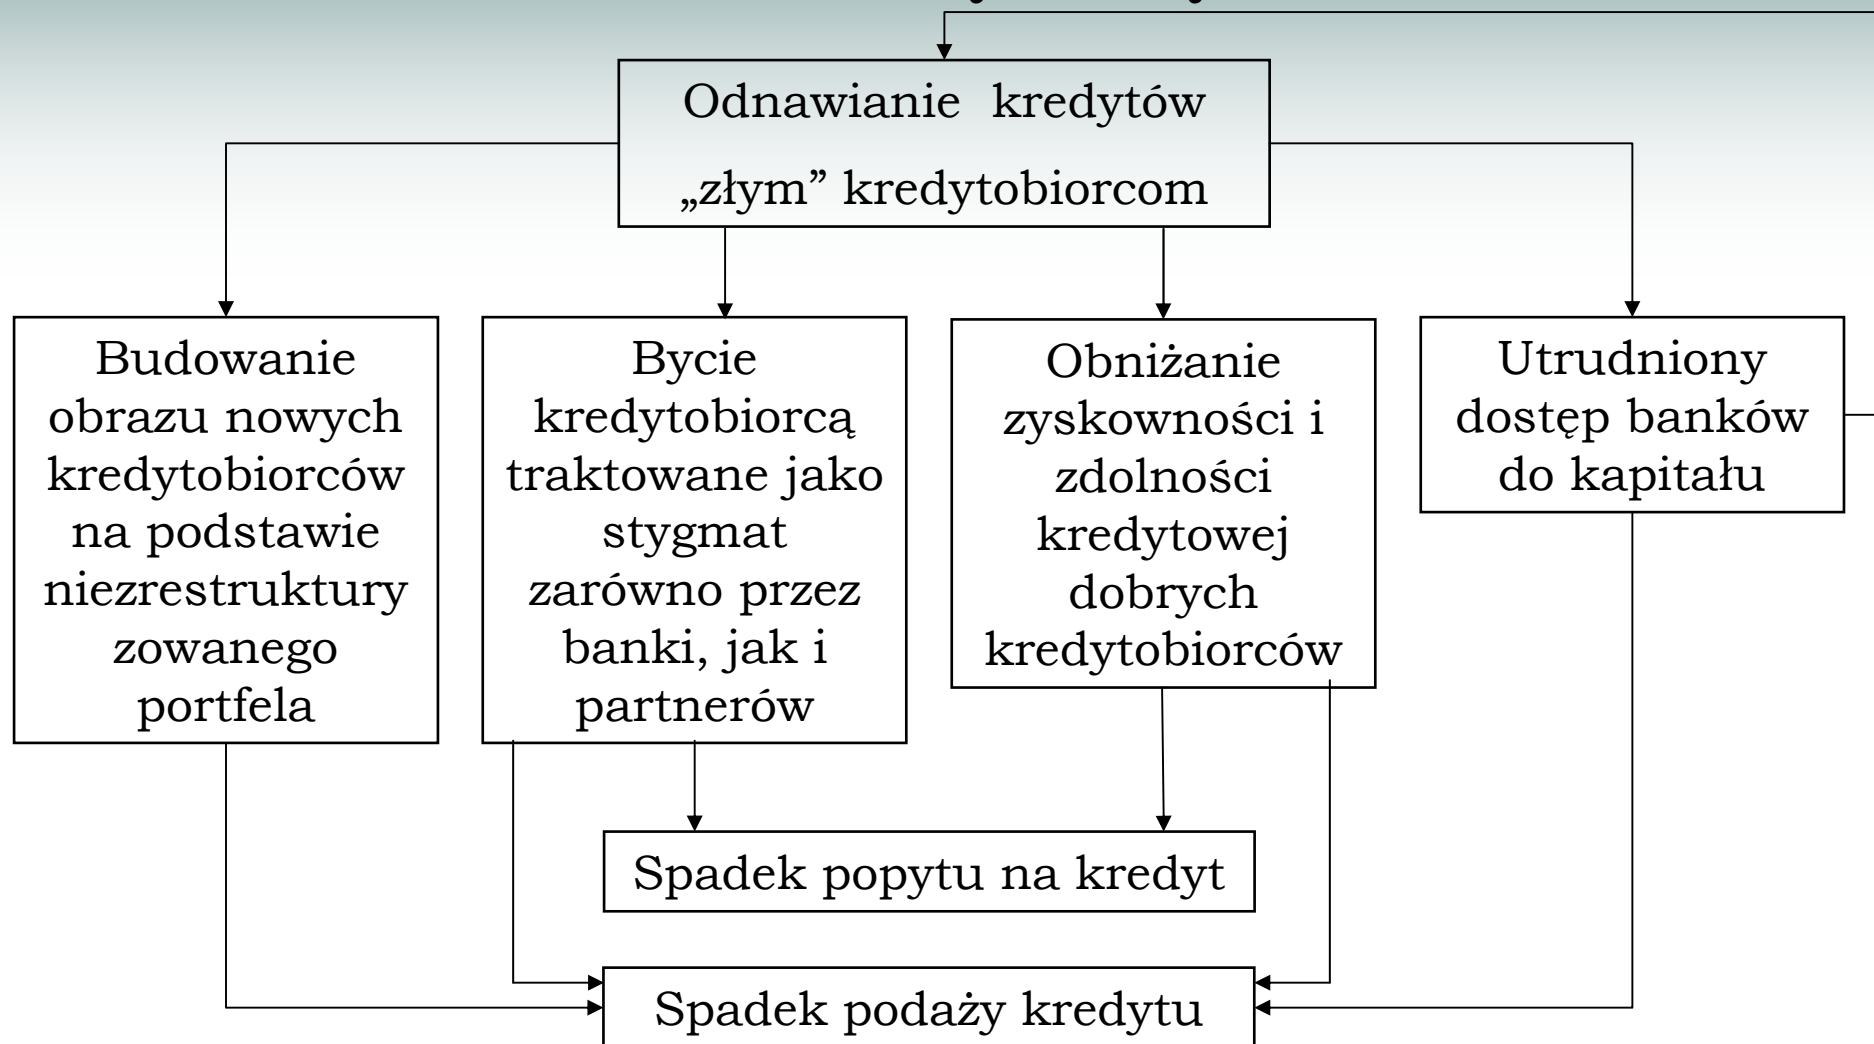 Odnawianie kredytów
„złym” kredytobiorcom
Budowanie
obrazu nowych
kredytobiorców
na podstawie
niezrestruktury
zowanego
portfela
Bycie
kredytobiorcą
traktowane jako
stygmat
zarówno przez
banki, jak i
partnerów
Obniżanie
zyskowności i
zdolności
kredytowej
dobrych
kredytobiorców
Utrudniony
dostęp banków
do kapitału
Spadek popytu na kredyt
Spadek podaży kredytu